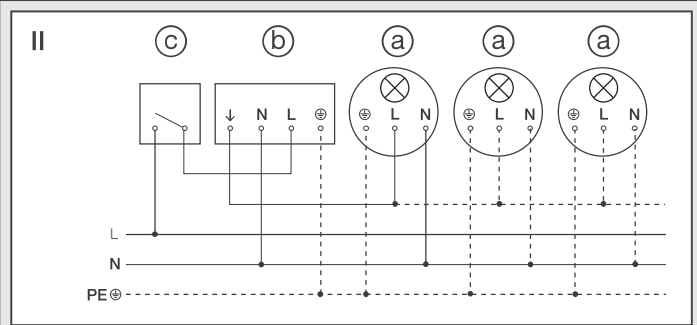 II c b a a a
↓ N L ⏚ ⏚ L N ⏚ L N ⏚ L N
L
N
PE ⏚